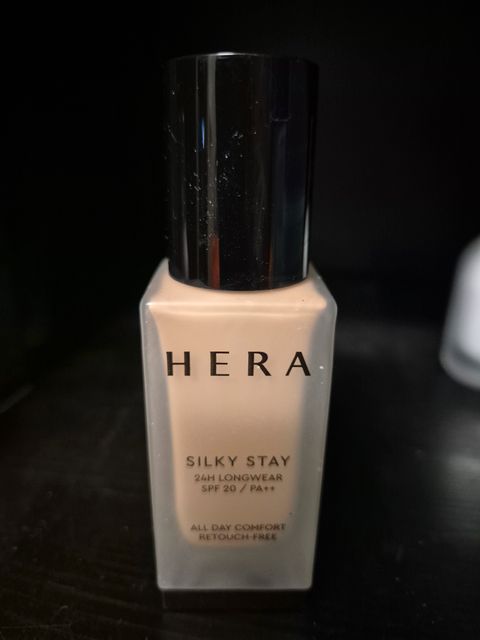 HERA
SILKY STAY
24H LONGWEAR
SPF 20 / PA++
ALL DAY COMFORT
RETOUCH-FREE